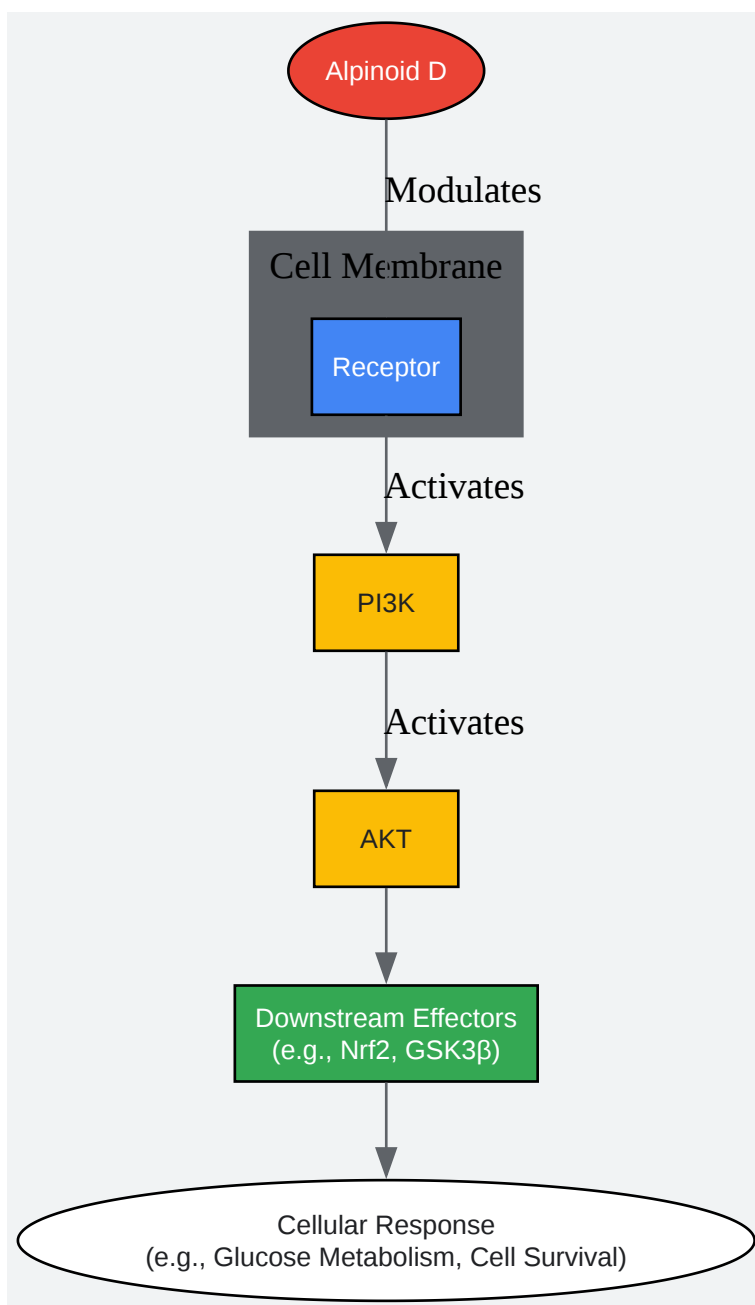 Alpinoid D
Modulates
Cell Membrane
Receptor
Activates
PI3K
Activates
AKT
Downstream Effectors
(e.g., Nrf2, GSK3β)
Cellular Response
(e.g., Glucose Metabolism, Cell Survival)